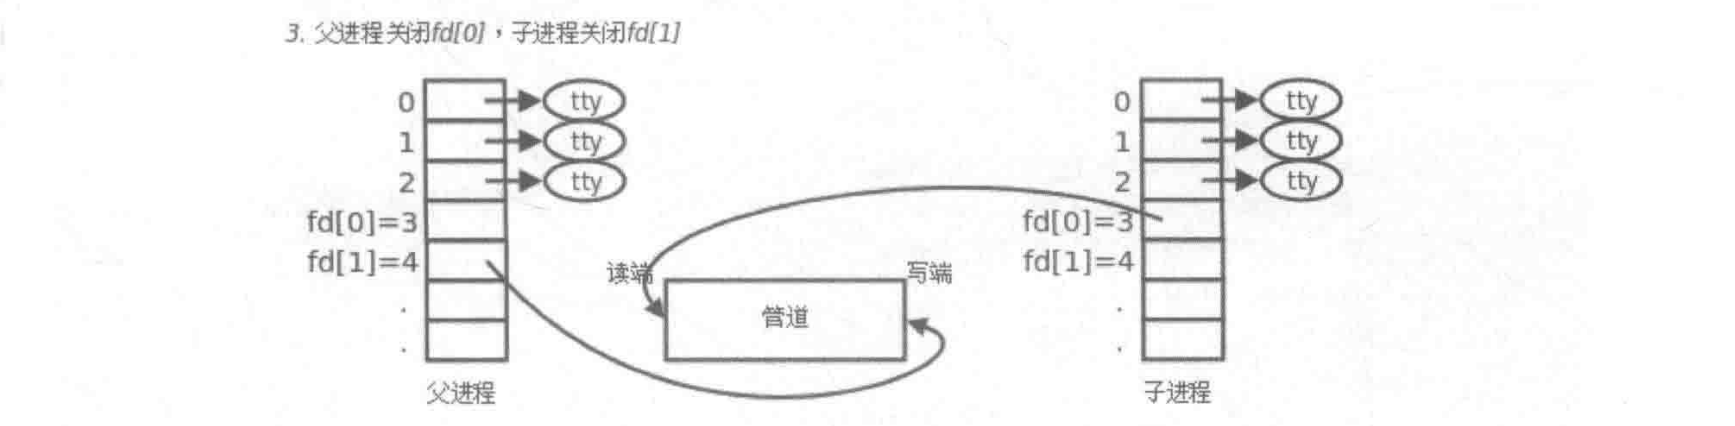 3. 父进程关闭fd[0]，子进程关闭fd[1]
0 tty
1 tty
2 tty
fd[0]=3
fd[1]=4
.
.
父进程
读端
写端
管道
0 tty
1 tty
2 tty
fd[0]=3
fd[1]=4
.
.
子进程